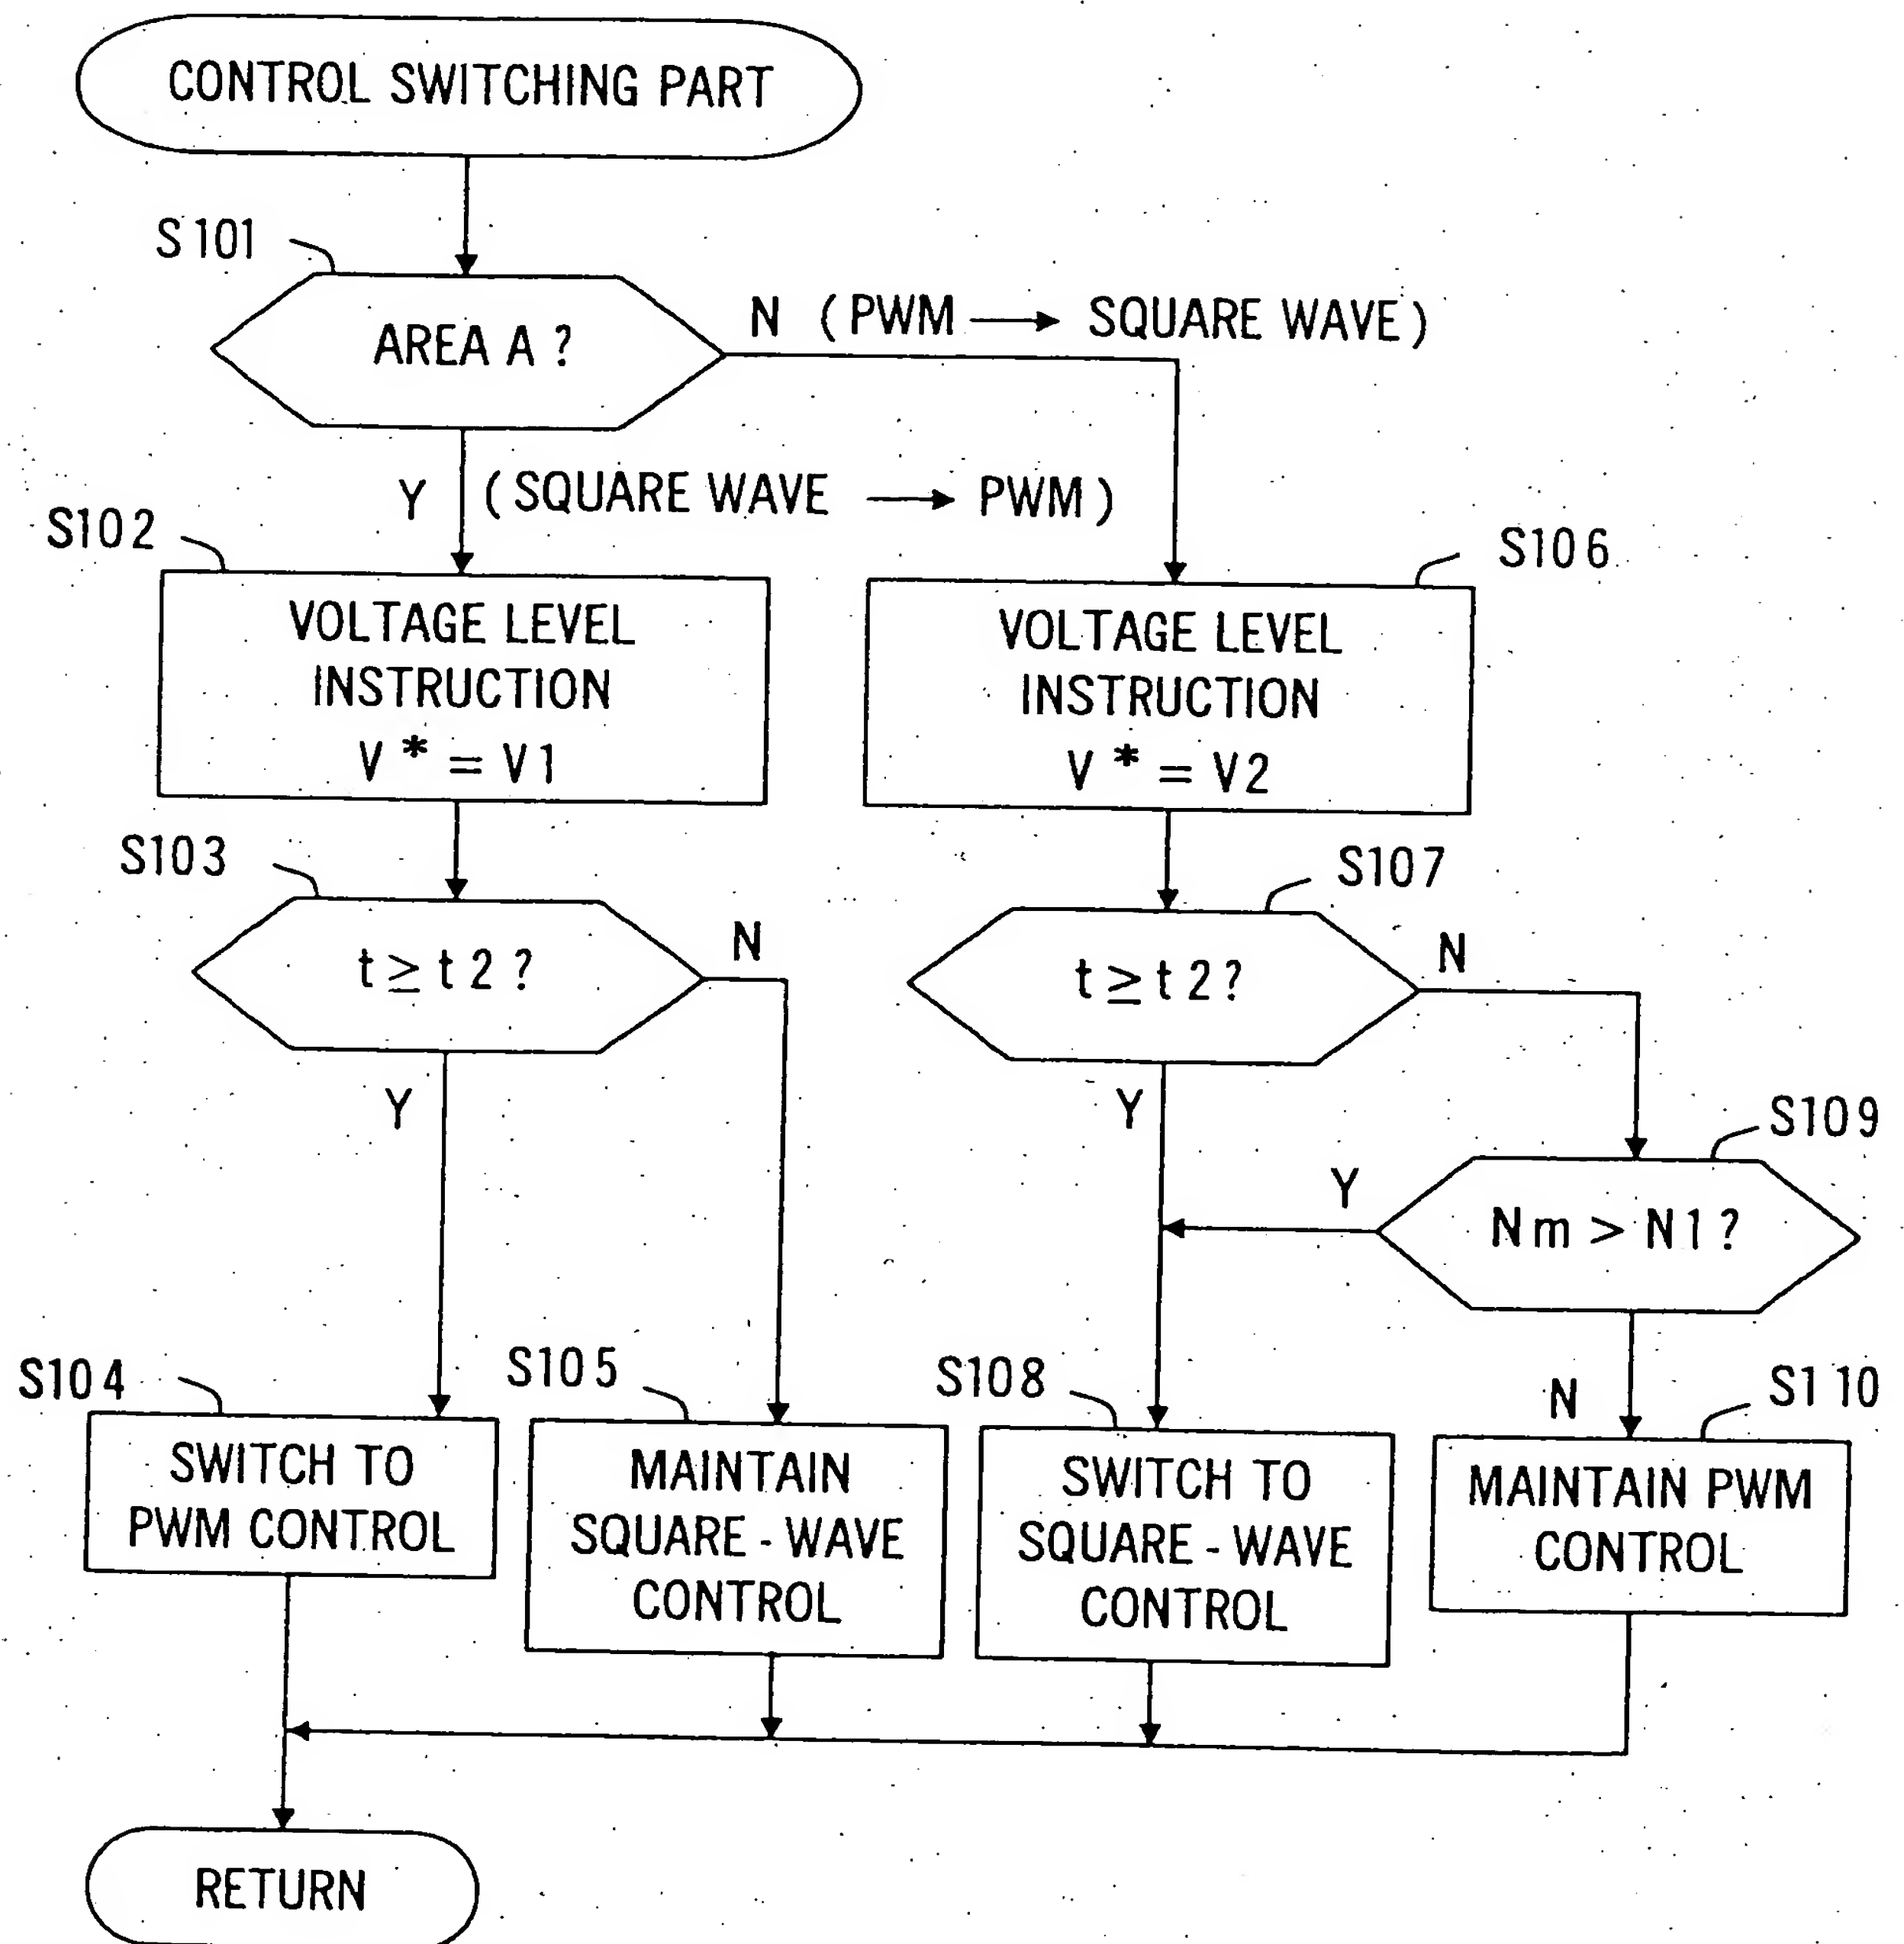 CONTROL SWITCHING PART
S101
AREA A ?
N ( PWM → SQUARE WAVE )
Y ( SQUARE WAVE → PWM )
S102
VOLTAGE LEVEL
INSTRUCTION
V * = V1
S106
VOLTAGE LEVEL
INSTRUCTION
V * = V2
S103
t ≥ t2 ?
N
Y
S107
t ≥ t2 ?
N
Y
S109
Nm > N1 ?
Y
N
S104
SWITCH TO
PWM CONTROL
S105
MAINTAIN
SQUARE - WAVE
CONTROL
S108
SWITCH TO
SQUARE - WAVE
CONTROL
S110
MAINTAIN PWM
CONTROL
RETURN